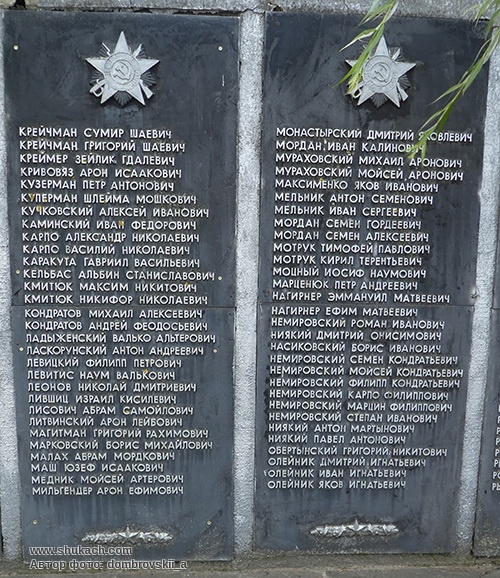 КРЕЙЧМАН СУМИР ШАЕВИЧ
КРЕЙЧМАН ГРИГОРИЙ ШАЕВИЧ
КРЕЙМЕР ЗЕЙЛИК ГДАЛЕВИЧ
КРИВОВЯЗ АРОН ИСААКОВИЧ
КУЗЕРМАН ПЕТР АНТОНОВИЧ
КУПЕРМАН ШЛЕЙМА МОШКОВИЧ
КУЧКОВСКИЙ АЛЕКСЕЙ ИВАНОВИЧ
КАМИНСКИЙ ИВАН ФЕДОРОВИЧ
КАРПО АЛЕКСАНДР НИКОЛАЕВИЧ
КАРПО ВАСИЛИЙ НИКОЛАЕВИЧ
КАРАКУТА ГАВРИИЛ ВАСИЛЬЕВИЧ
КЕЛЬБАС АЛЬБИН СТАНИСЛАВОВИЧ
КМИТЮК МАКСИМ НИКИТОВИЧ
КМИТЮК НИКИФОР НИКОЛАЕВИЧ
КОНДРАТОВ МИХАИЛ АЛЕКСЕЕВИЧ
КОНДРАТОВ АНДРЕЙ ФЕОДОСЬЕВИЧ
ЛАДЫЖЕНСКИЙ ВАЛЬКО АЛЬТЕРОВИЧ
ЛАСКОРУНСКИЙ АНТОН АНДРЕЕВИЧ
ЛЕВИЦКИЙ ФИЛИПП ПЕТРОВИЧ
ЛЕВИТИС НАУМ ВАЛЬКОВИЧ
ЛЕОНОВ НИКОЛАЙ ДМИТРИЕВИЧ
ЛИВШИЦ ИЗРАИЛ КИСИЛЕВИЧ
ЛИСОВИЧ АБРАМ САМОЙЛОВИЧ
ЛИТВИНСКИЙ АРОН ЛЕЙБОВИЧ
МАГИТМАН ГРИГОРИЙ РАХИМОВИЧ
МАРКОВСКИЙ БОРИС МИХАЙЛОВИЧ
МАЛАХ АБРАМ МОРДКОВИЧ
МАШ ЮЗЕФ ИСААКОВИЧ
МЕДНИК МОЙСЕЙ АРТЕРОВИЧ
МИЛЬГЕНДЕР АРОН ЕФИМОВИЧ
МОНАСТЫРСКИЙ ДМИТРИЙ ЯКОВЛЕВИЧ
МОРДАН ИВАН КАЛИНОВИЧ
МУРАХОВСКИЙ МИХАИЛ АРОНОВИЧ
МУРАХОВСКИЙ МОЙСЕЙ АРОНОВИЧ
МАКСИМЕНКО ЯКОВ ИВАНОВИЧ
МЕЛЬНИК АНТОН СЕМЕНОВИЧ
МЕЛЬНИК ИВАН СЕРГЕЕВИЧ
МОРДАН СЕМЕН ГОРДЕЕВИЧ
МОРДАН СЕМЕН АЛЕКСЕЕВИЧ
МОТРУК ТИМОФЕЙ ПАВЛОВИЧ
МОТРУК КИРИЛ ТЕРЕНТЬЕВИЧ
МОЩНЫЙ ИОСИФ НАУМОВИЧ
МАРЦЕНЮК ПЕТР АНДРЕЕВИЧ
НАГИРНЕР ЭММАНУИЛ МАТВЕЕВИЧ
НАГИРНЕР ЕФИМ МАТВЕЕВИЧ
НЕМИРОВСКИЙ РОМАН ИВАНОВИЧ
НИЯКИЙ ДМИТРИЙ ОНИСИМОВИЧ
НАСИКОВСКИЙ БОРИС ИВАНОВИЧ
НЕМИРОВСКИЙ СЕМЕН КОНДРАТЬЕВИЧ
НЕМИРОВСКИЙ МОЙСЕЙ КОНДРАТЬЕВИЧ
НЕМИРОВСКИЙ ФИЛИПП КОНДРАТЬЕВИЧ
НЕМИРОВСКИЙ КАРПО ФИЛИППОВИЧ
НЕМИРОВСКИЙ МАРЦИН ФИЛИППОВИЧ
НЕМИРОВСКИЙ СТЕПАН ИВАНОВИЧ
НИЯКИЙ АНТОН МАРТЫНОВИЧ
НИЯКИЙ ПАВЕЛ АНТОНОВИЧ
ОБЕРТЫНСКИЙ ГРИГОРИЙ НИКИТОВИЧ
ОЛЕЙНИК ДМИТРИЙ ИГНАТЬЕВИЧ
ОЛЕЙНИК ИВАН ИГНАТЬЕВИЧ
ОЛЕЙНИК ЯКОВ ИГНАТЬЕВИЧ
www.shukach.com
Автор фото: dombrovskii_a